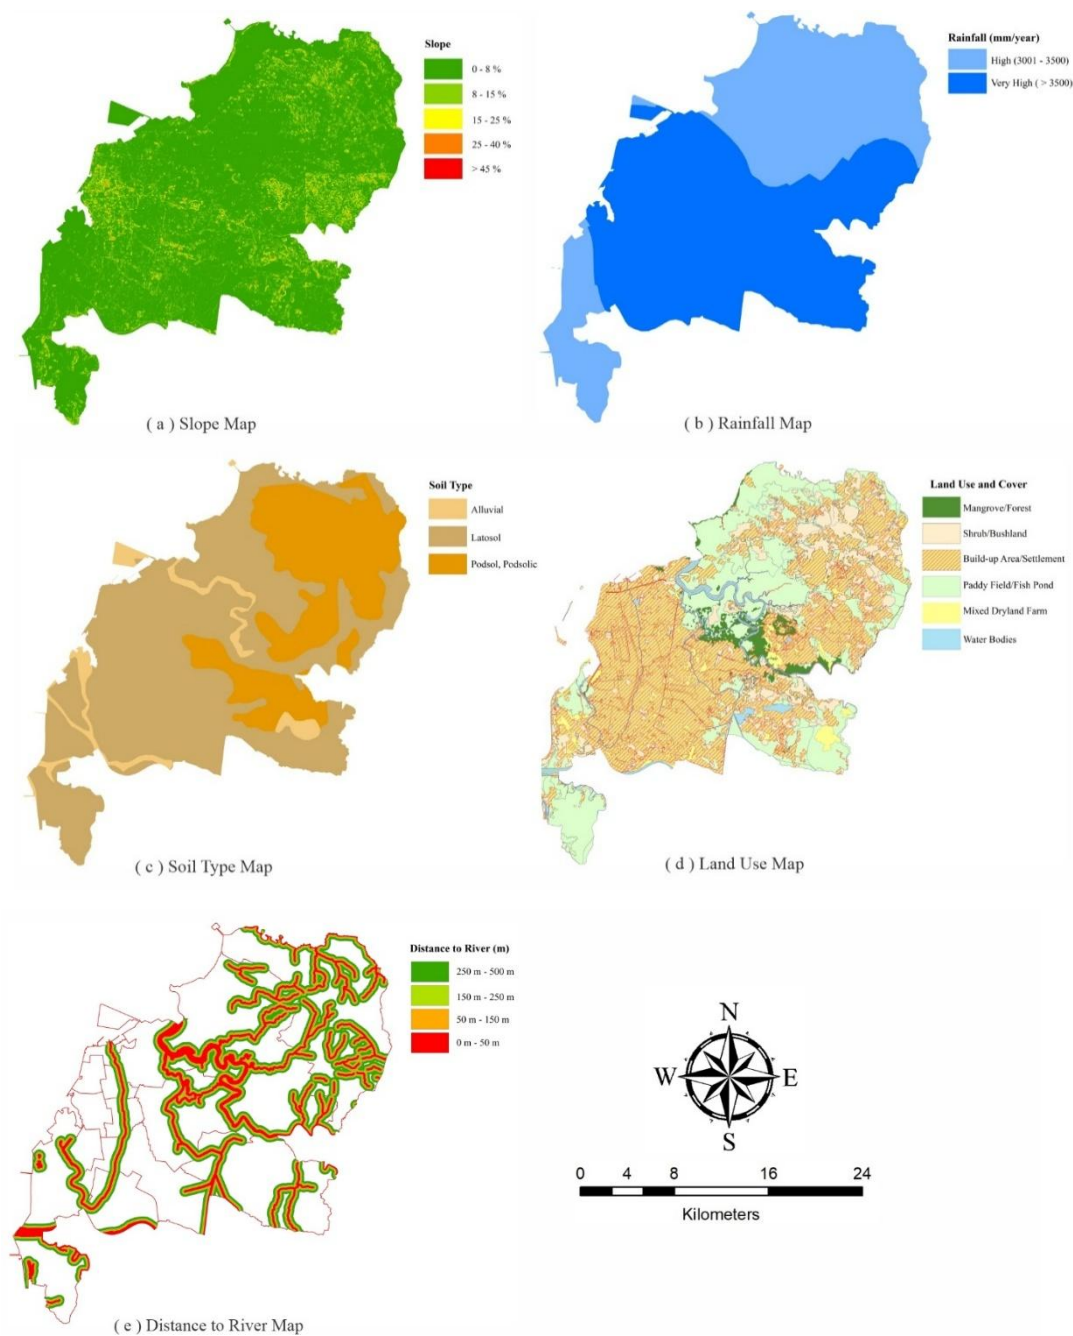 Slope
0 - 8 %
8 - 15 %
15 - 25 %
25 - 40 %
> 45 %
( a ) Slope Map
Rainfall (mm/year)
High (3001 - 3500)
Very High ( > 3500)
( b ) Rainfall Map
Soil Type
Alluvial
Latosol
Podsol, Podsolic
( c ) Soil Type Map
Land Use and Cover
Mangrove/Forest
Shrub/Bushland
Build-up Area/Settlement
Paddy Field/Fish Pond
Mixed Dryland Farm
Water Bodies
( d ) Land Use Map
Distance to River (m)
250 m - 500 m
150 m - 250 m
50 m - 150 m
0 m - 50 m
( e ) Distance to River Map
N
W E
S
0 4 8 16 24
Kilometers